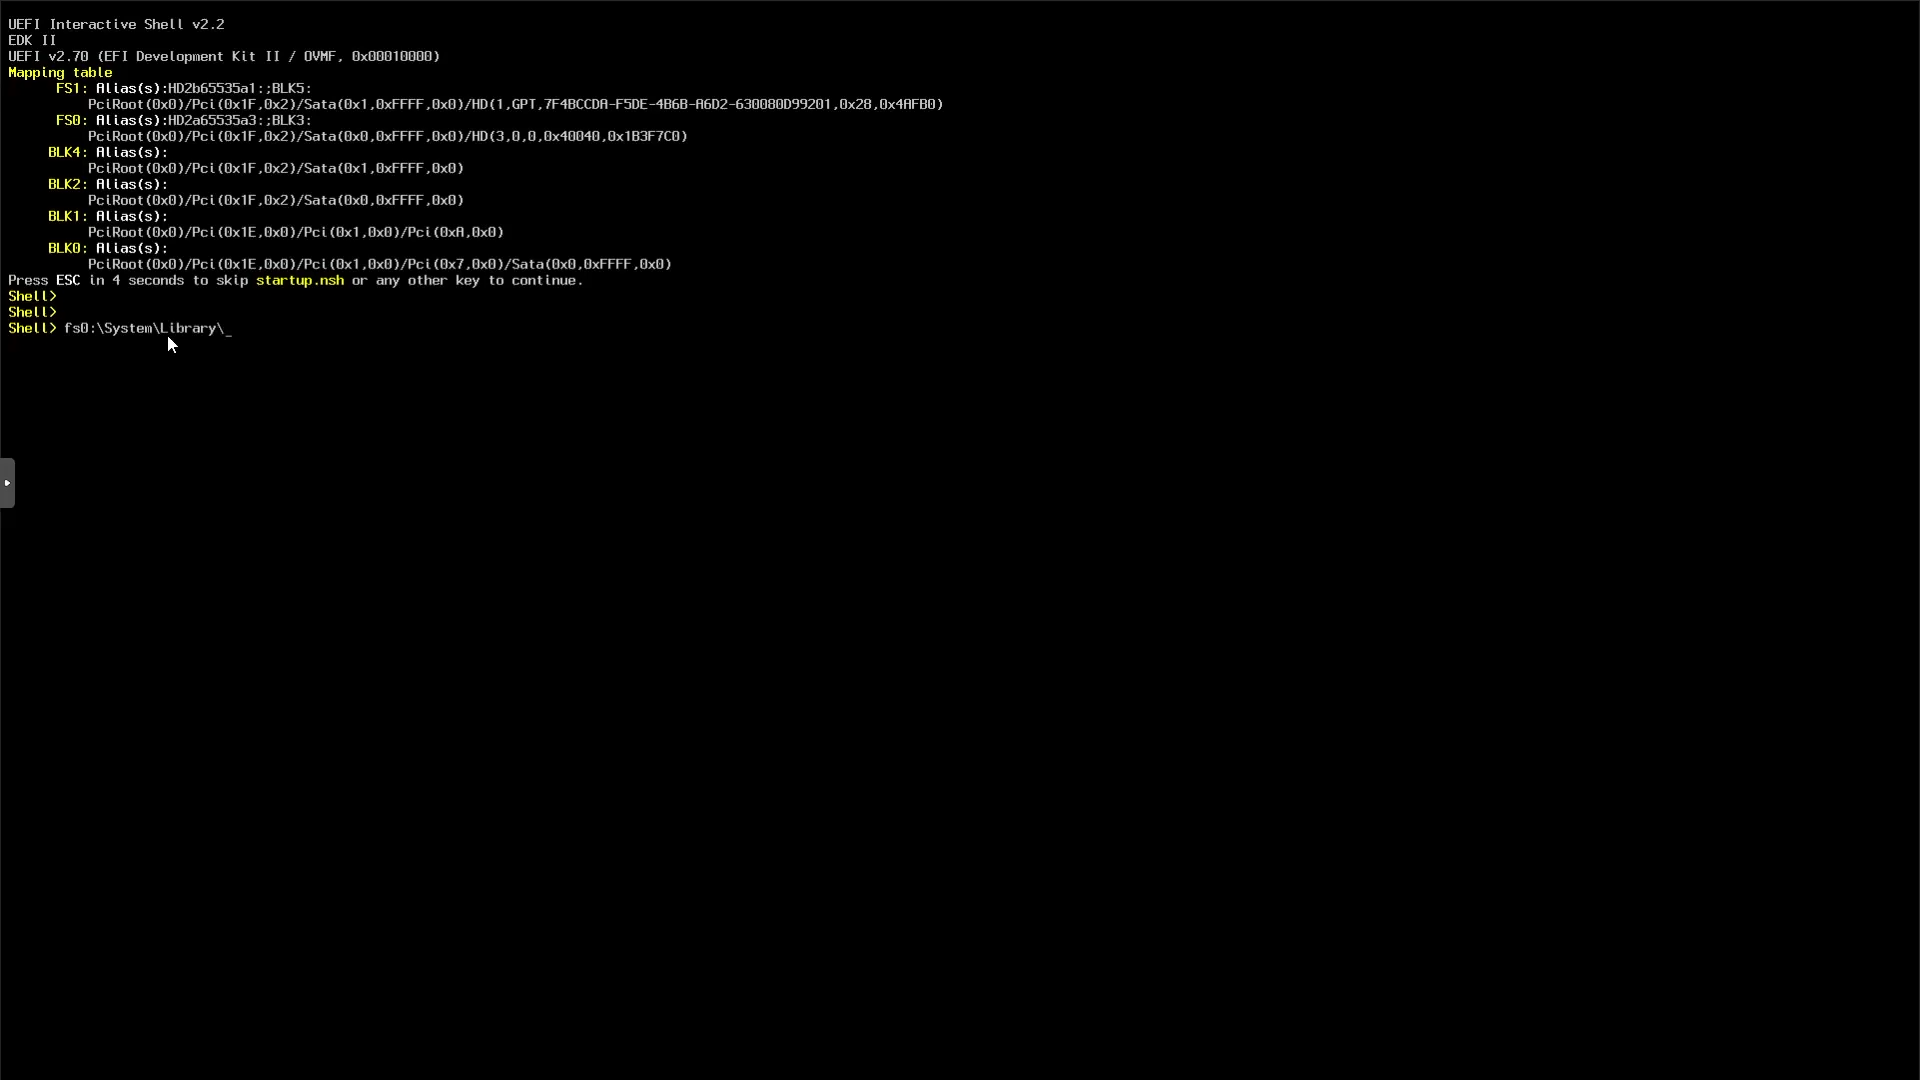 UEFI Interactive Shell v2.2
EDK II
UEFI v2.70 (EFI Development Kit II / OVMF, 0x00010000)
Mapping table
FS1: Alias(s):HD2b65535a1:;BLK5:
PciRoot(0x0)/Pci(0x1F,0x2)/Sata(0x1,0xFFFF,0x0)/HD(1,GPT,7F4BCCDA-F5DE-4B6B-A6D2-630080D99201,0x28,0x4AFB0)
FS0: Alias(s):HD2a65535a3:;BLK3:
PciRoot(0x0)/Pci(0x1F,0x2)/Sata(0x0,0xFFFF,0x0)/HD(3,0,0,0x40040,0x1B3F7C0)
BLK4: Alias(s):
PciRoot(0x0)/Pci(0x1F,0x2)/Sata(0x1,0xFFFF,0x0)
BLK2: Alias(s):
PciRoot(0x0)/Pci(0x1F,0x2)/Sata(0x0,0xFFFF,0x0)
BLK1: Alias(s):
PciRoot(0x0)/Pci(0x1E,0x0)/Pci(0x1,0x0)/Pci(0xA,0x0)
BLK0: Alias(s):
PciRoot(0x0)/Pci(0x1E,0x0)/Pci(0x1,0x0)/Pci(0x7,0x0)/Sata(0x0,0xFFFF,0x0)
Press ESC in 4 seconds to skip startup.nsh or any other key to continue.
Shell>
Shell>
Shell> fs0:\System\Library\_